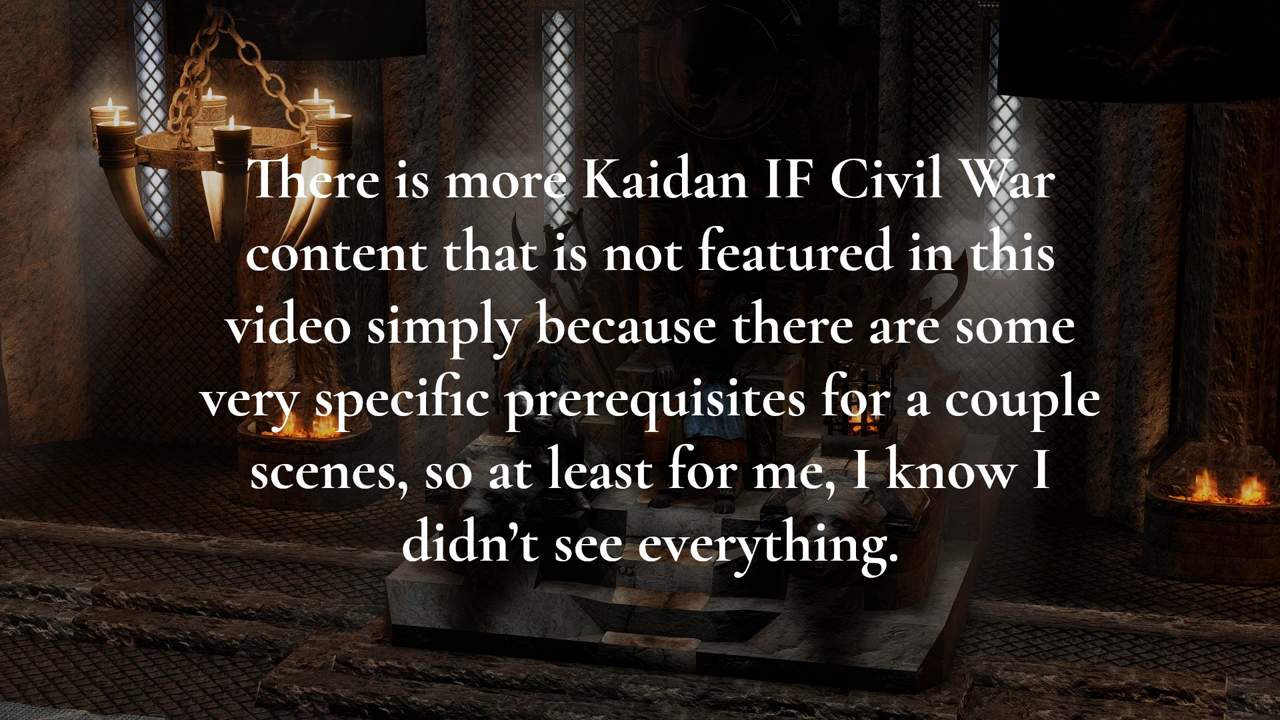 There is more Kaidan IF Civil War
content that is not featured in this
video simply because there are some
very specific prerequisites for a couple
scenes, so at least for me, I know I
didn’t see everything.